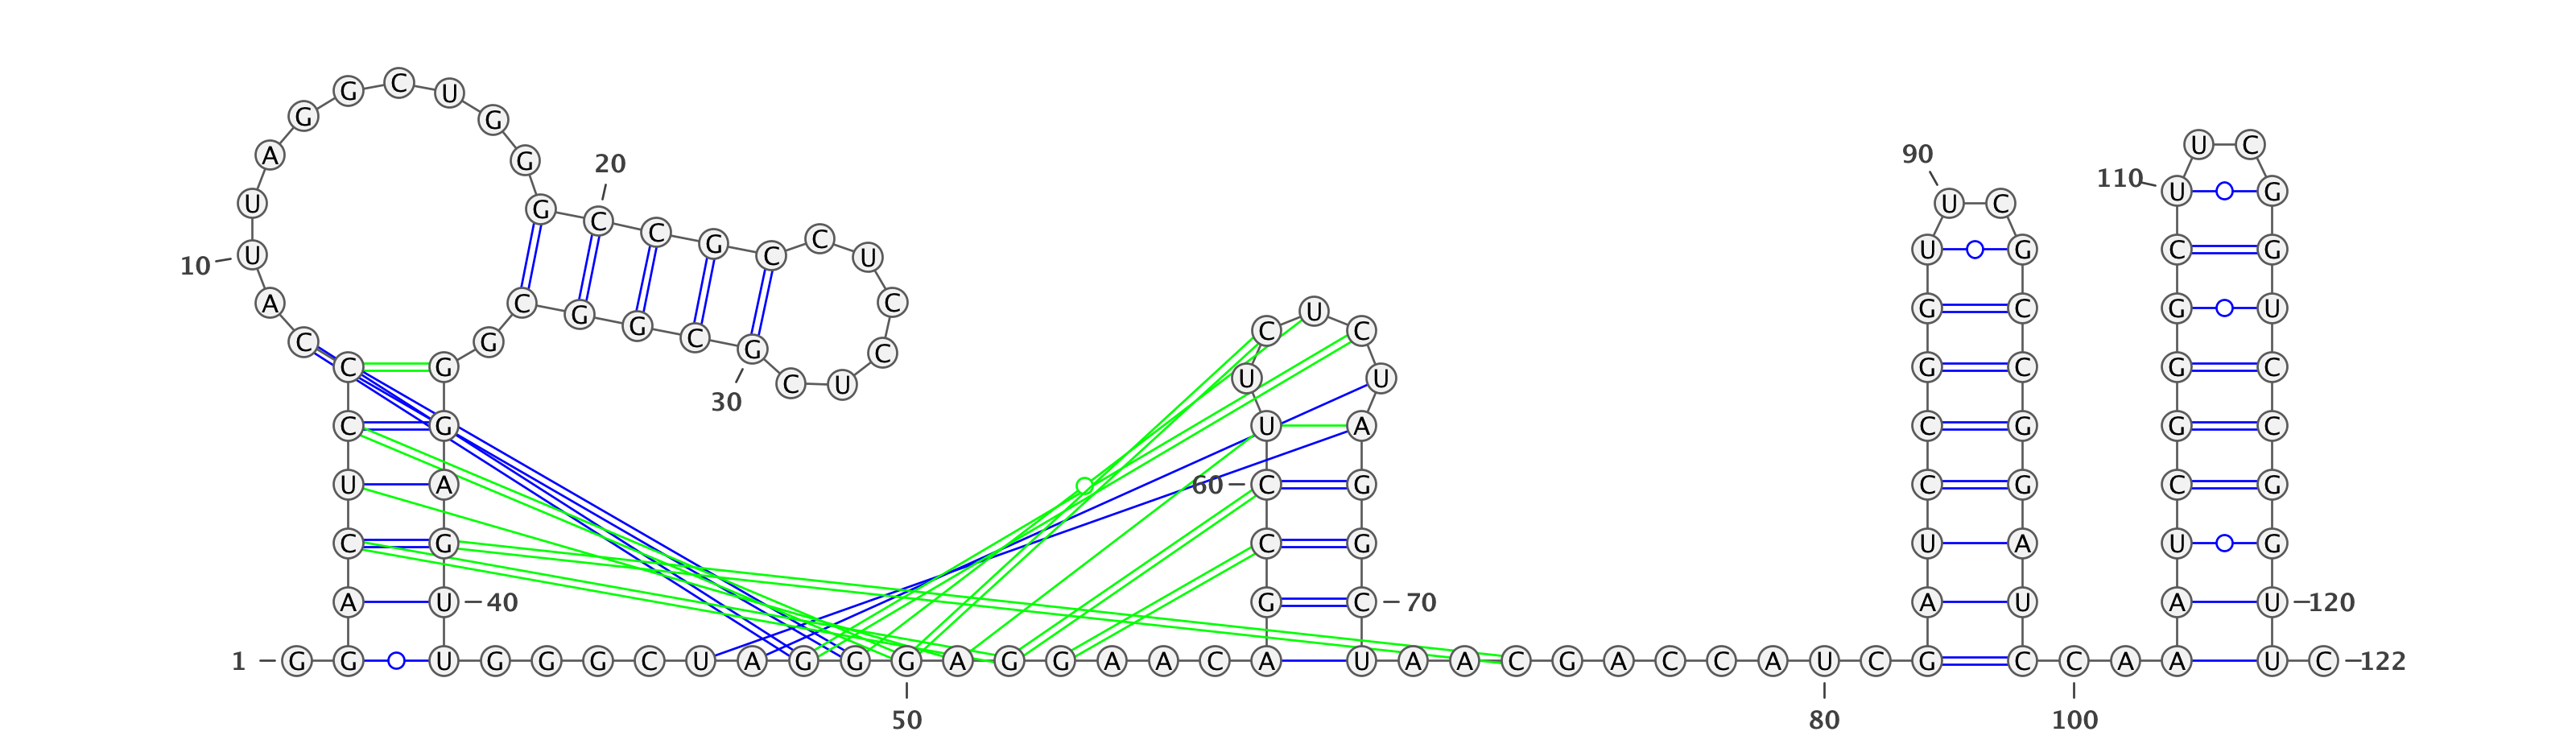 1
G G A C U C C C A
10
U U A G G C U G G G
20
C C G C C U C C U C
30
G C G G C G G G A G
40
U U G G G C U A G G
50
G A G G A A C A G C
60
C U U C U C U A G G
70
C U A A C G A C C A
80
U C G A U C C G G U
90
U C G C C G G A U C
100
C A A A U C G G G C
110
U U C G G U C C G G
120
U U C
122